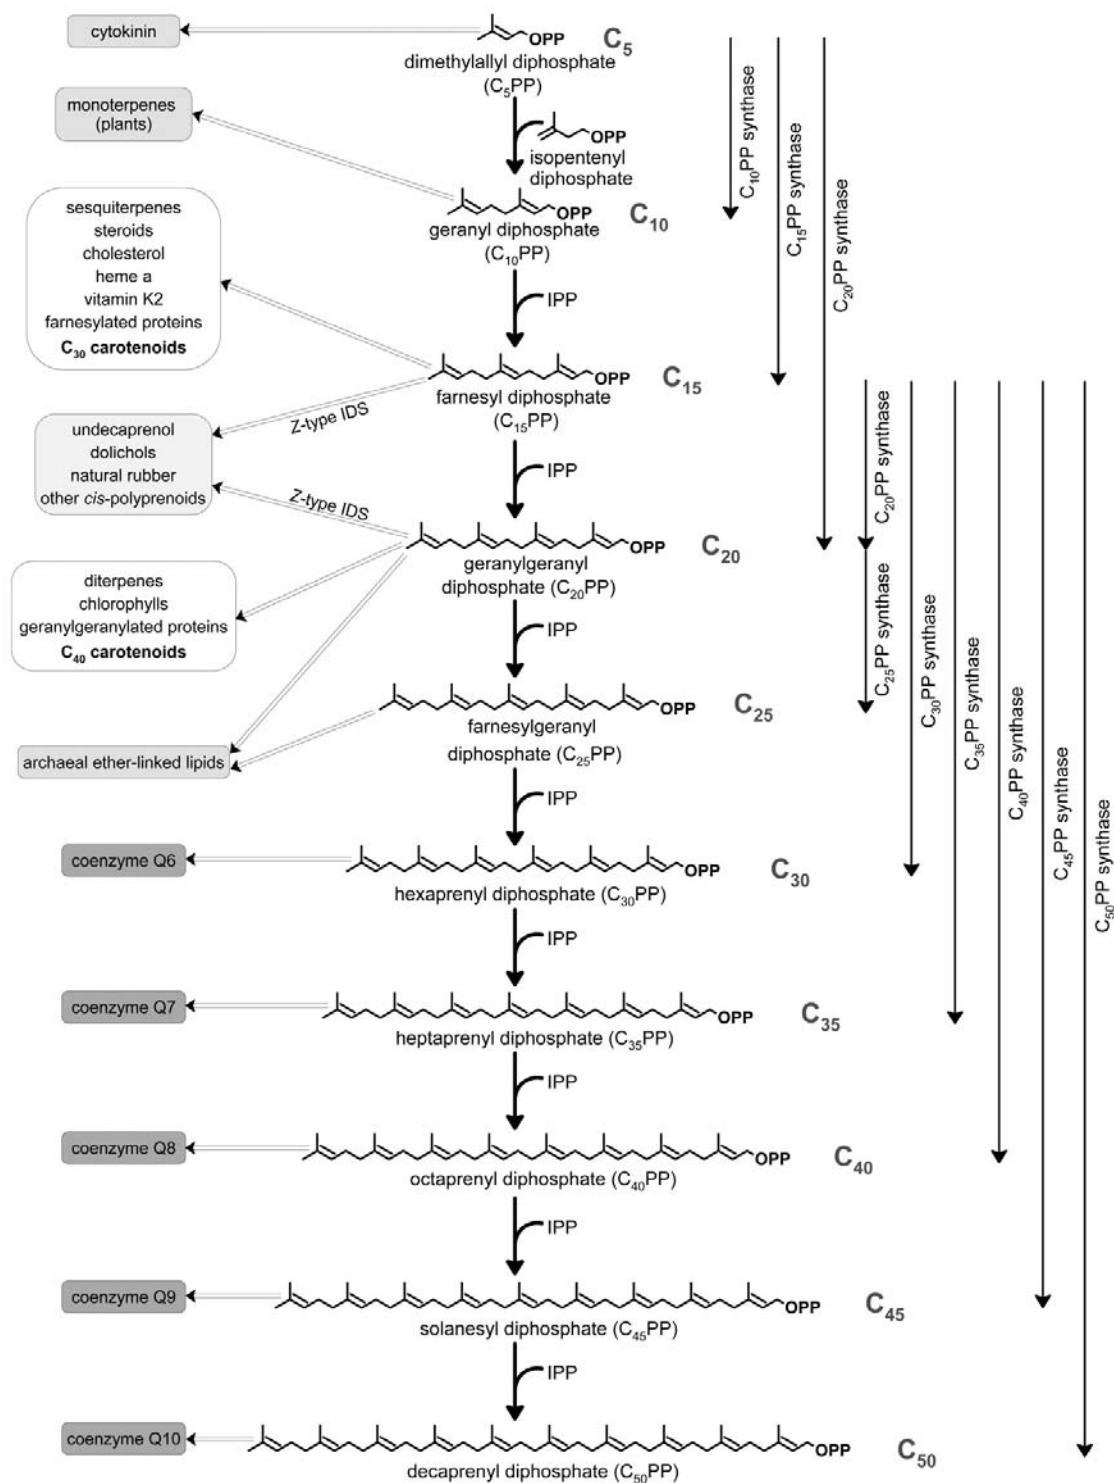 cytokinin
OPP
C5
dimethylallyl diphosphate
(C5PP)
monoterpenes
(plants)
OPP
isopentenyl
diphosphate
C10PP synthase
C15PP synthase
C20PP synthase
OPP
C10
geranyl diphosphate
(C10PP)
sesquiterpenes
steroids
cholesterol
heme a
vitamin K2
farnesylated proteins
C30 carotenoids
IPP
OPP
C15
farnesyl diphosphate
(C15PP)
Z-type IDS
undecaprenol
dolichols
natural rubber
other cis-polyprenoids
IPP
Z-type IDS
C20PP synthase
OPP
C20
geranylgeranyl
diphosphate (C20PP)
diterpenes
chlorophylls
geranylgeranylated proteins
C40 carotenoids
IPP
C25PP synthase
C30PP synthase
C35PP synthase
C40PP synthase
C45PP synthase
C50PP synthase
OPP
C25
farnesylgeranyl
diphosphate (C25PP)
archaeal ether-linked lipids
IPP
coenzyme Q6
OPP
C30
hexaprenyl diphosphate (C30PP)
IPP
coenzyme Q7
OPP
C35
heptaprenyl diphosphate (C35PP)
IPP
coenzyme Q8
OPP
C40
octaprenyl diphosphate (C40PP)
IPP
coenzyme Q9
OPP
C45
solanesyl diphosphate (C45PP)
IPP
coenzyme Q10
OPP
C50
decaprenyl diphosphate (C50PP)